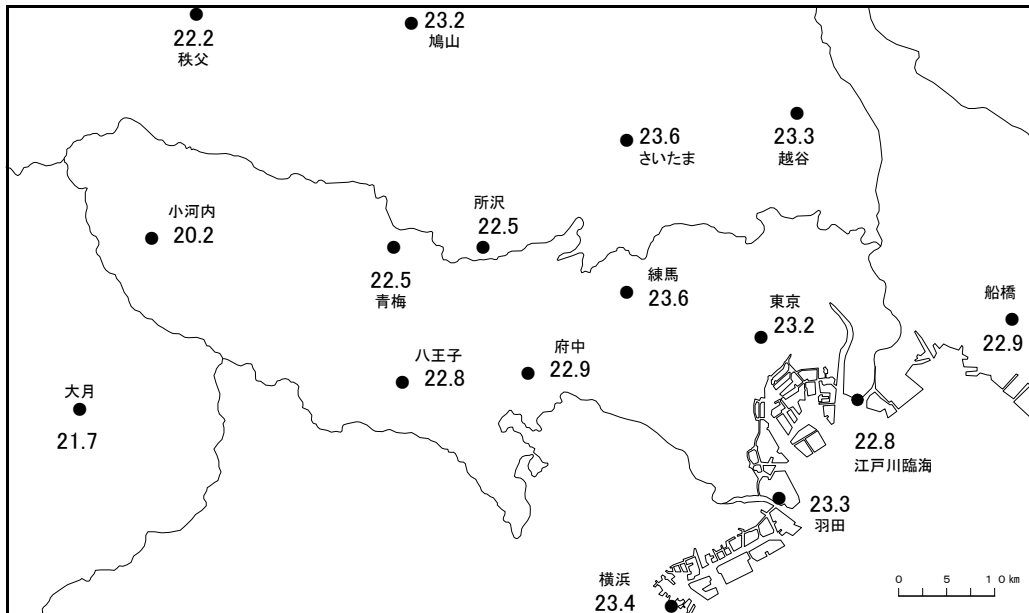 22.2
秩父
23.2
鳩山
23.6
さいたま
23.3
越谷
小河内
20.2
所沢
22.5
22.5
青梅
練馬
23.6
東京
23.2
船橋
22.9
八王子
22.8
府中
22.9
大月
21.7
22.8
江戸川臨海
23.3
羽田
横浜
23.4
0 5 10km